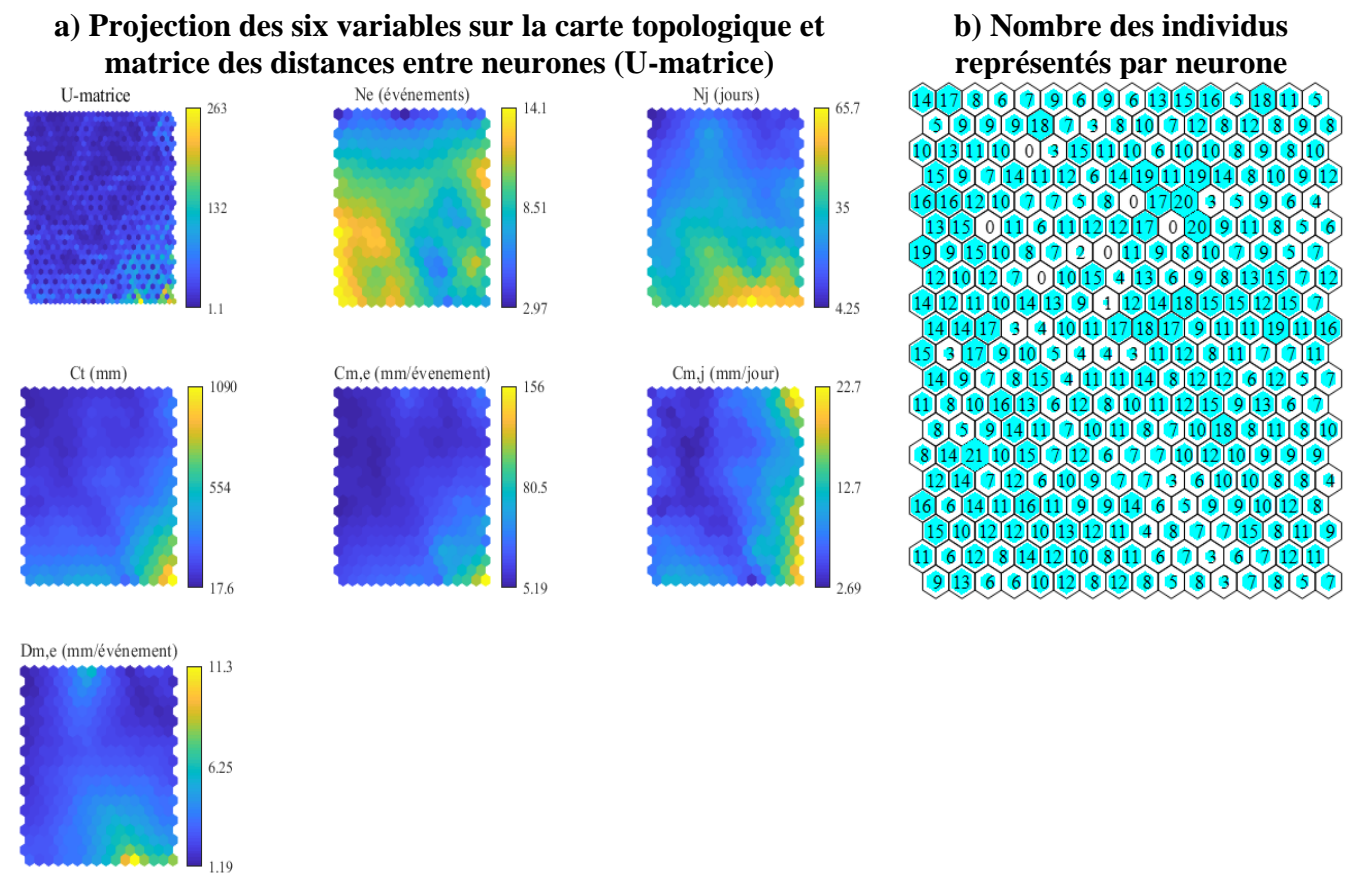 a) Projection des six variables sur la carte topologique et
matrice des distances entre neurones (U-matrice)
b) Nombre des individus
représentés par neurone
U-matrice
263
132
1.1
Ne (événements)
14.1
8.51
2.97
Nj (jours)
65.7
35
4.25
Ct (mm)
1090
554
17.6
Cm,e (mm/évenement)
156
80.5
5.19
Cm,j (mm/jour)
22.7
12.7
2.69
Dm,e (mm/événement)
11.3
6.25
1.19
14 17 8 6 7 9 6 9 6 13 15 16 5 18 11 5
5 9 9 9 18 7 3 8 10 7 12 8 12 8 9 8
10 13 11 10 0 3 15 11 10 6 10 10 8 9 8 10
15 9 7 14 11 12 6 14 19 11 19 14 8 10 9 12
16 16 12 10 7 7 5 8 0 17 20 3 5 9 6 4
13 15 0 11 6 11 12 12 17 0 20 9 11 8 5 6
19 9 15 10 8 7 2 0 11 9 8 10 7 9 5 7
12 10 12 7 0 10 15 4 13 6 9 8 13 15 7 12
14 12 11 10 14 13 9 1 12 14 18 15 15 12 15 7
14 14 17 3 4 10 11 17 18 17 9 11 11 19 11 16
15 3 17 9 10 5 4 4 3 11 12 8 11 7 7 11
14 9 7 8 15 4 11 11 14 8 12 12 6 12 5 7
11 8 10 16 13 6 12 8 10 11 12 15 9 13 6 7
8 5 9 14 11 7 10 11 8 7 10 18 8 11 8 10
8 14 21 10 15 7 12 6 7 7 10 12 10 9 9 9
12 14 7 12 6 10 9 7 7 3 6 10 10 8 8 4
16 6 14 11 16 11 9 9 14 6 5 9 9 10 12 8
15 10 12 12 10 13 12 11 4 8 7 7 15 8 11 9
11 6 12 8 14 12 10 8 11 6 7 3 6 7 12 11
9 13 6 6 10 12 8 12 8 5 8 3 7 8 5 7